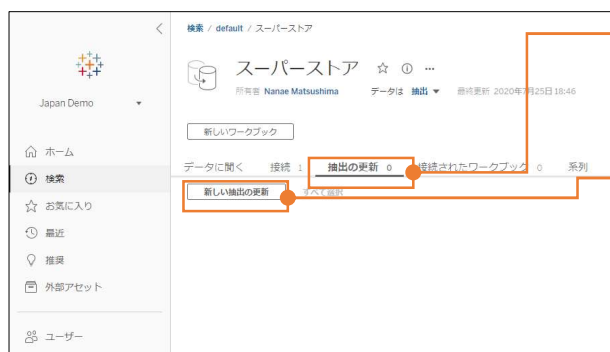 検索 / default / スーパーストア
スーパーストア
所有者 Nanae Matsushima データは 抽出 最終更新 2020年7月25日 18:46
Japan Demo
新しいワークブック
データに聞く 接続 1 抽出の更新 0 接続されたワークブック 0 系列
新しい抽出の更新 すべて選択
ホーム
検索
お気に入り
最近
推奨
外部アセット
ユーザー